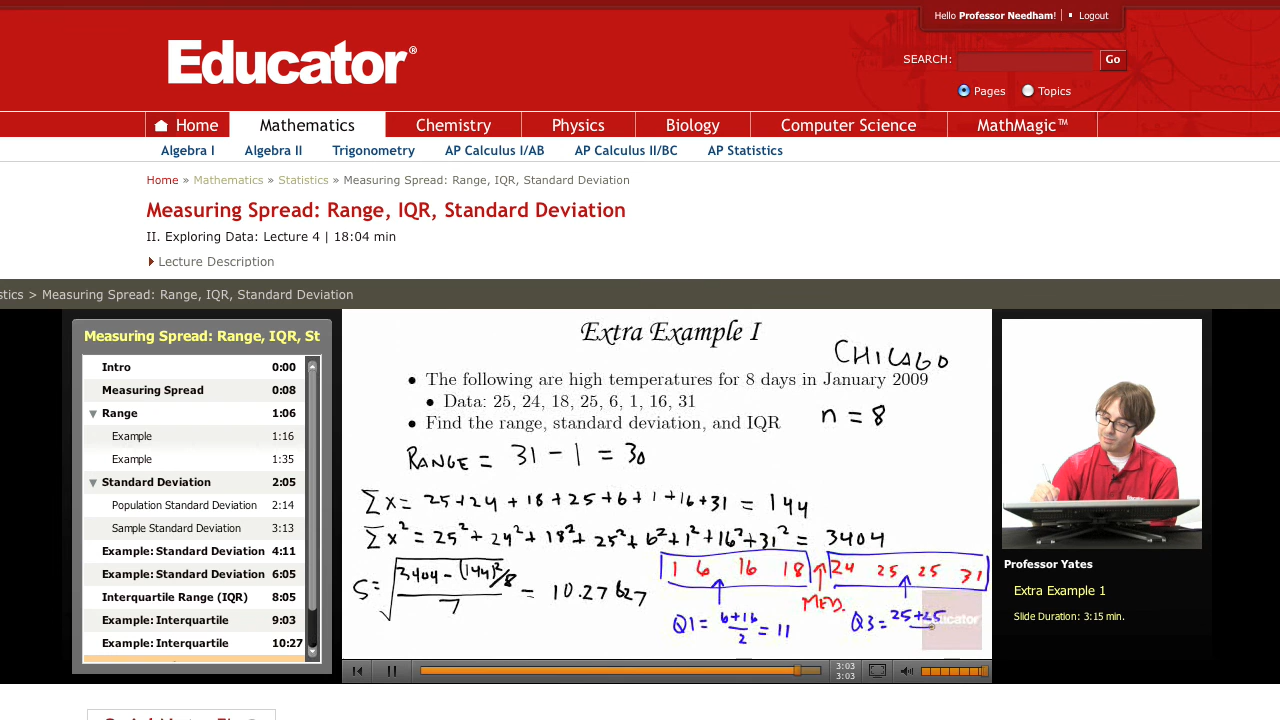 Hello Professor Needham! Logout
Educator®
SEARCH: Go
Pages Topics
Home Mathematics Chemistry Physics Biology Computer Science MathMagic™
Algebra I Algebra II Trigonometry AP Calculus I/AB AP Calculus II/BC AP Statistics
Home » Mathematics » Statistics » Measuring Spread: Range, IQR, Standard Deviation
Measuring Spread: Range, IQR, Standard Deviation
II. Exploring Data: Lecture 4 | 18:04 min
Lecture Description
stics > Measuring Spread: Range, IQR, Standard Deviation
Measuring Spread: Range, IQR, St
Intro 0:00
Measuring Spread 0:08
Range 1:06
Example 1:16
Example 1:35
Standard Deviation 2:05
Population Standard Deviation 2:14
Sample Standard Deviation 3:13
Example: Standard Deviation 4:11
Example: Standard Deviation 6:05
Interquartile Range (IQR) 8:05
Example: Interquartile 9:03
Example: Interquartile 10:27
Extra Example I
CHICAGO
• The following are high temperatures for 8 days in January 2009
• Data: 25, 24, 18, 25, 6, 1, 16, 31
• Find the range, standard deviation, and IQR
n = 8
RANGE = 31 − 1 = 30
∑x = 25+24+18+25+6+1+16+31 = 144
∑x² = 25²+24²+18²+25²+6²+1²+16²+31² = 3404
S = √((3404 − (144)²/8)/7) = 10.27627
1 6 16 18 24 25 25 31
MED.
Q1 = (6+16)/2 = 11
Q3 = 25+25
Educator
3:03
3:03
Professor Yates
Extra Example 1
Slide Duration: 3:15 min.